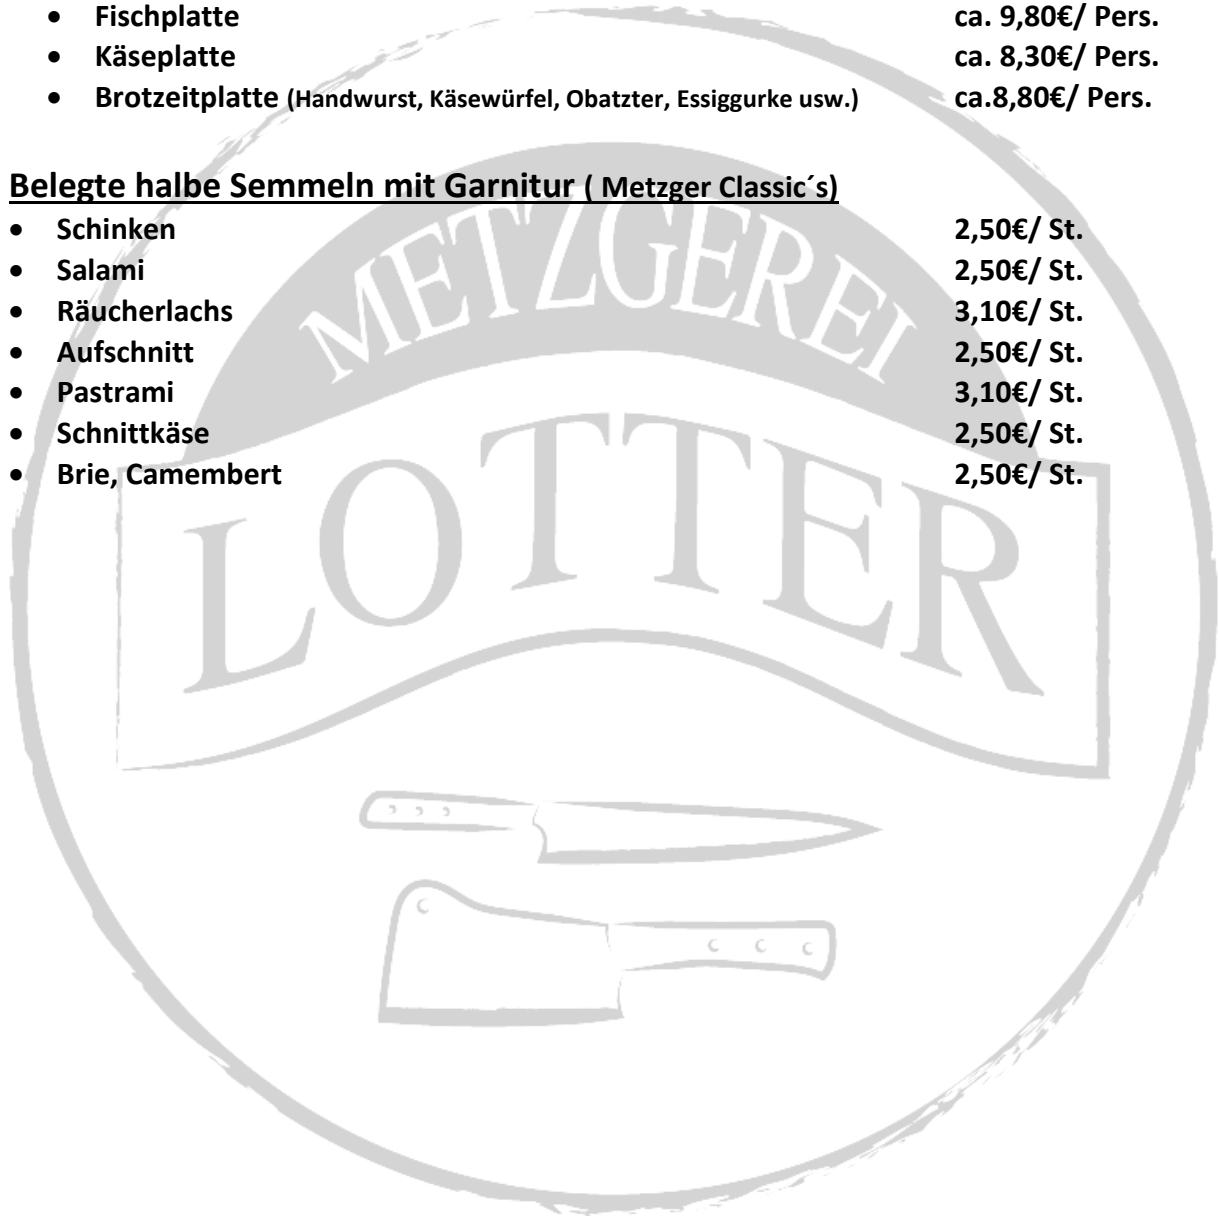 • Fischplatte ca. 9,80€/ Pers.
• Käseplatte ca. 8,30€/ Pers.
• Brotzeitplatte (Handwurst, Käsewürfel, Obatzter, Essiggurke usw.) ca.8,80€/ Pers.
Belegte halbe Semmeln mit Garnitur ( Metzger Classic´s)
• Schinken 2,50€/ St.
• Salami 2,50€/ St.
• Räucherlachs 3,10€/ St.
• Aufschnitt 2,50€/ St.
• Pastrami 3,10€/ St.
• Schnittkäse 2,50€/ St.
• Brie, Camembert 2,50€/ St.
METZGEREI
LOTTER